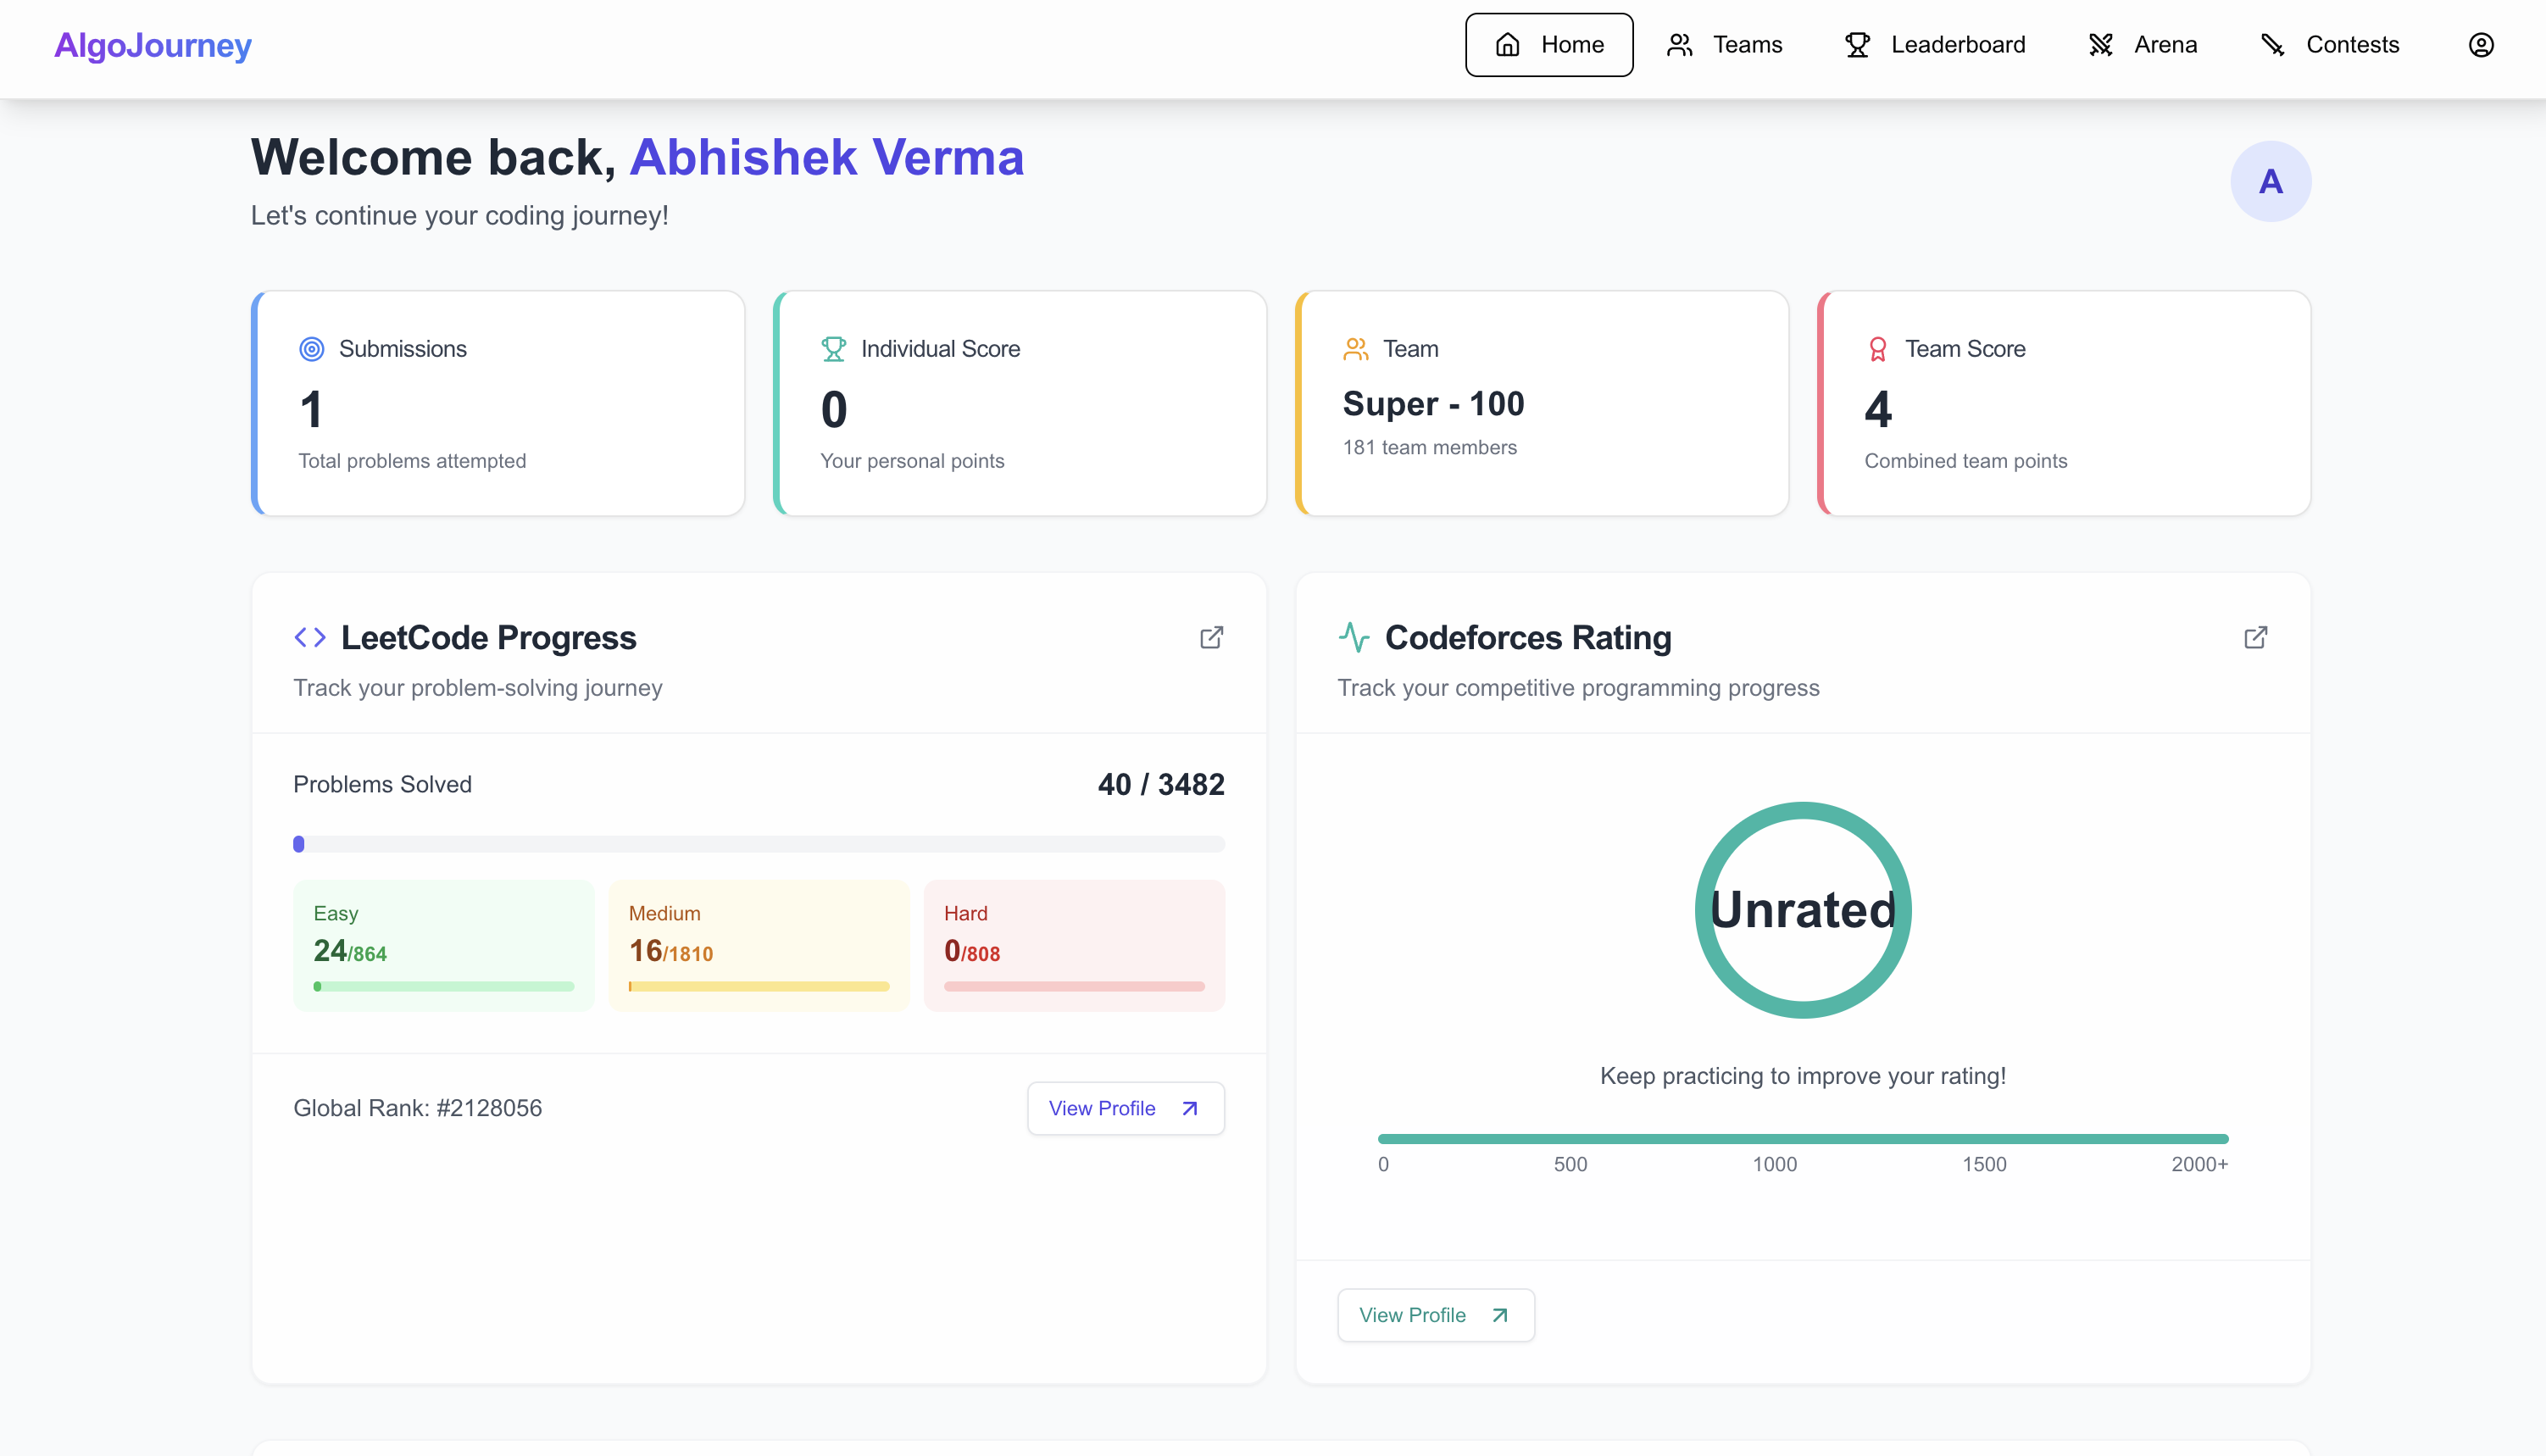 AlgoJourney
Home
Teams
Leaderboard
Arena
Contests
Welcome back, Abhishek Verma
A
Let's continue your coding journey!
Submissions
1
Total problems attempted
Individual Score
0
Your personal points
Team
Super - 100
181 team members
Team Score
4
Combined team points
LeetCode Progress
Track your problem-solving journey
Problems Solved
40 / 3482
Easy
24/864
Medium
16/1810
Hard
0/808
Global Rank: #2128056
View Profile
Codeforces Rating
Track your competitive programming progress
Unrated
Keep practicing to improve your rating!
0 500 1000 1500 2000+
View Profile